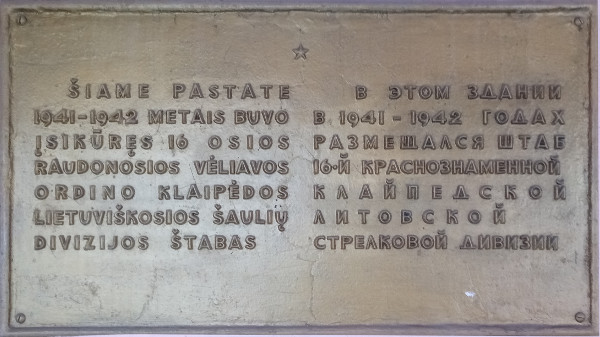 ŠIAME PASTATE
1941-1942 METAIS BUVO
ĮSIKŪRĘS 16 OSIOS
RAUDONOSIOS VĖLIAVOS
ORDINO KLAIPĖDOS
LIETUVIŠKOSIOS ŠAULIŲ
DIVIZIJOS ŠTABAS
В ЭТОМ ЗДАНИИ
В 1941-1942 ГОДАХ
РАЗМЕЩАЛСЯ ШТАБ
16-Й КРАСНОЗНАМЕННОЙ
КЛАЙПЕДСКОЙ
ЛИТОВСКОЙ
СТРЕЛКОВОЙ ДИВИЗИИ